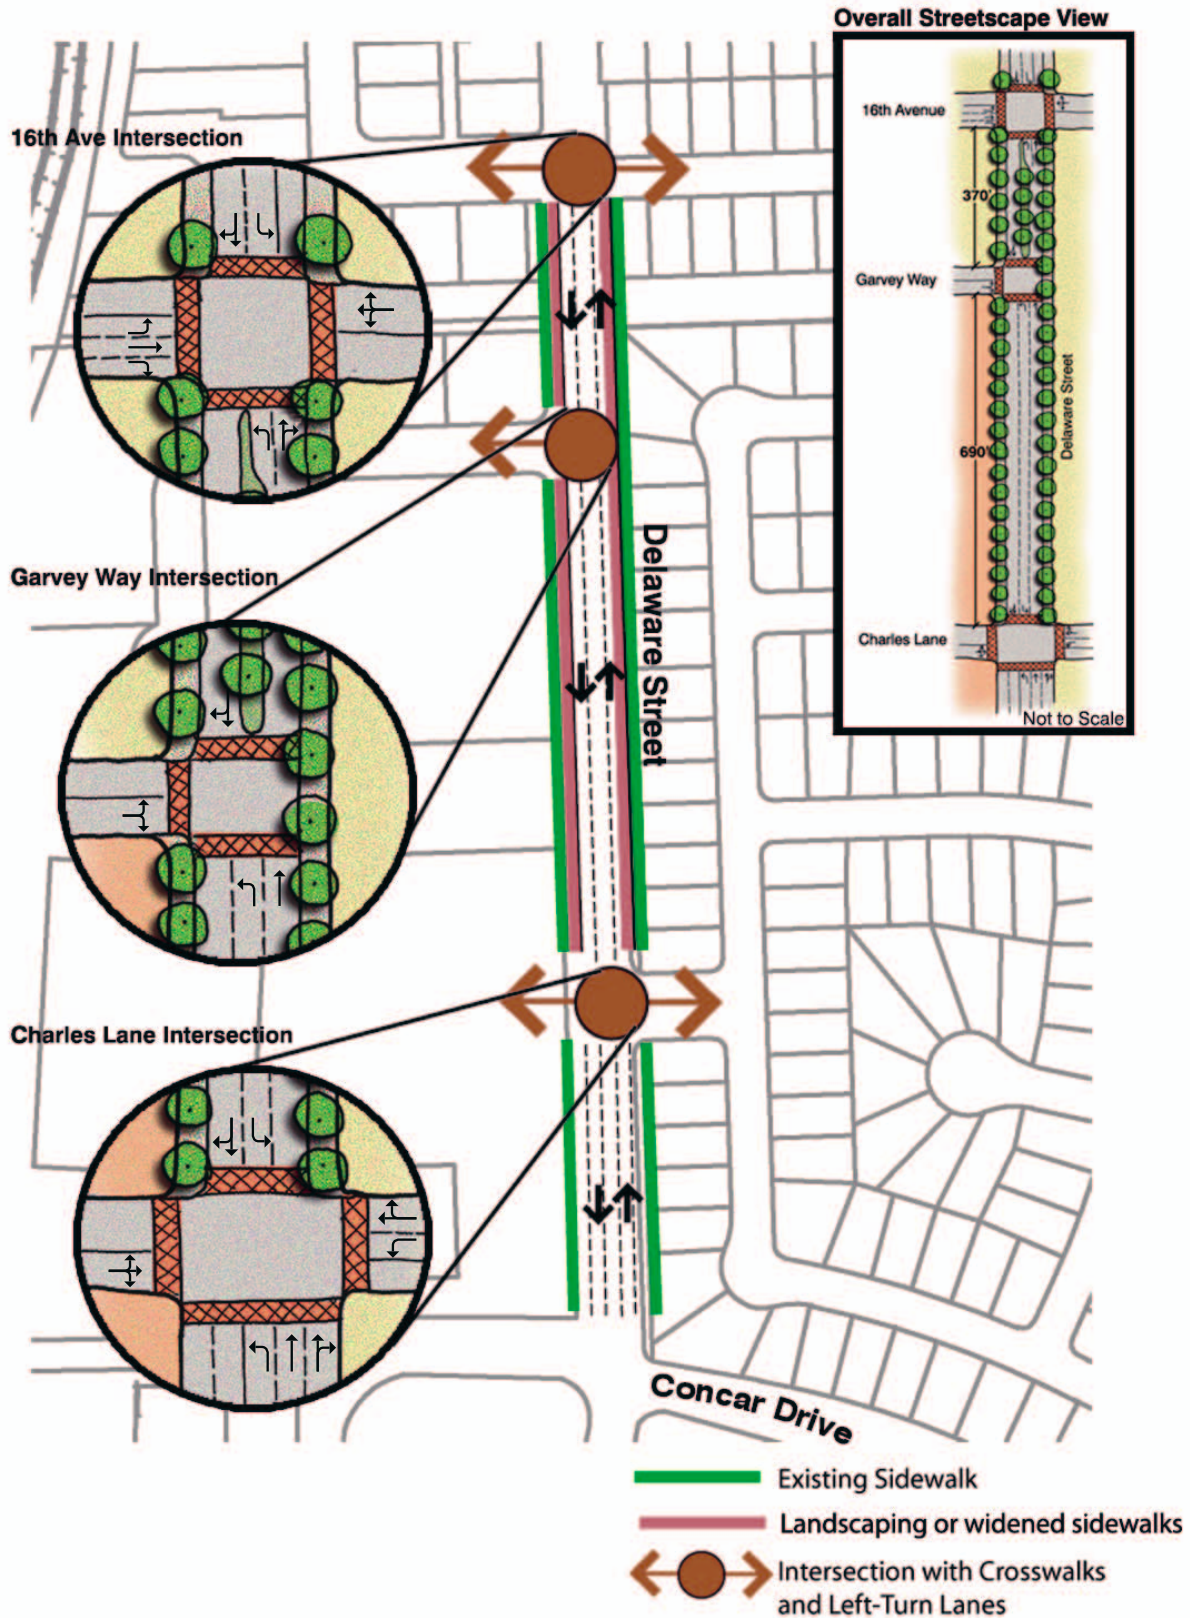 Overall Streetscape View
16th Avenue
370'
Garvey Way
Delaware Street
690'
Charles Lane
Not to Scale
16th Ave Intersection
Garvey Way Intersection
Delaware Street
Charles Lane Intersection
Concar Drive
Existing Sidewalk
Landscaping or widened sidewalks
Intersection with Crosswalks
and Left-Turn Lanes